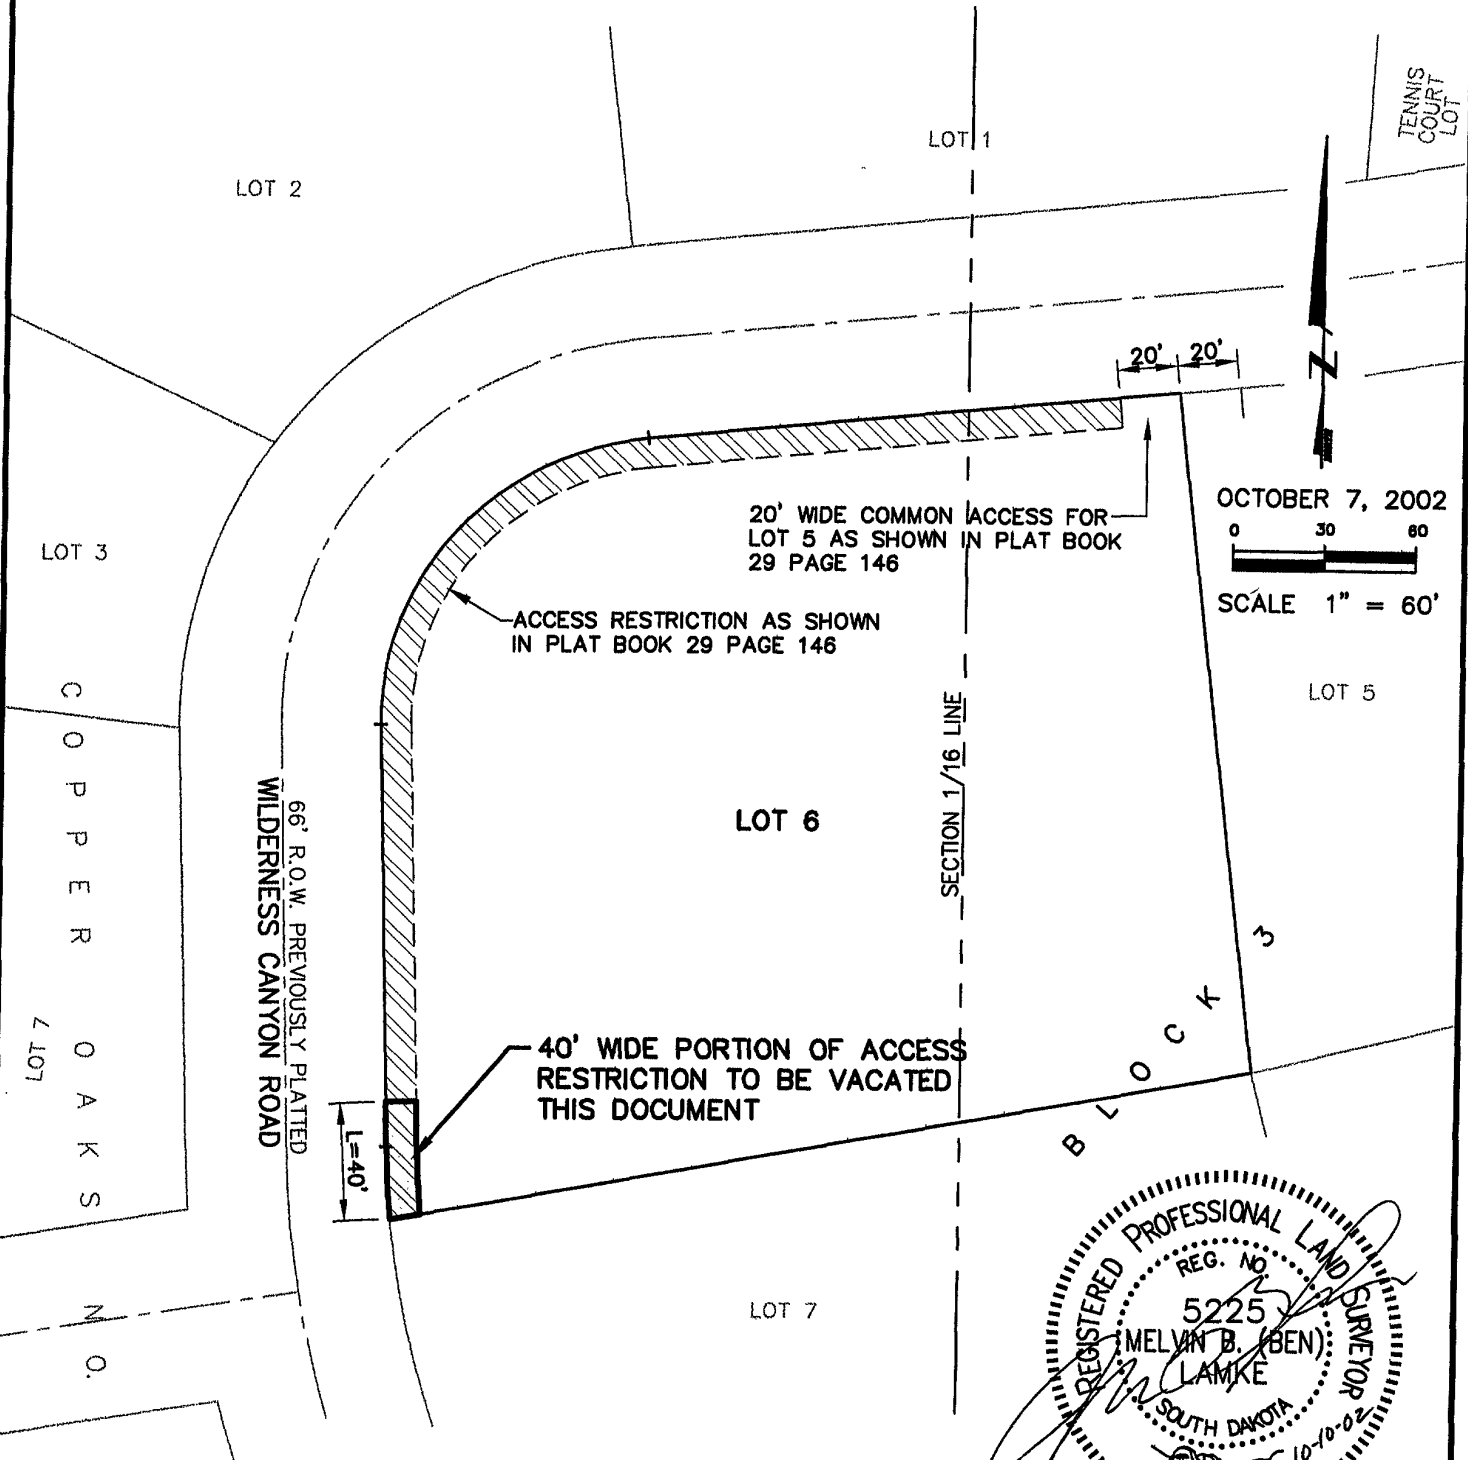 TENNIS
COURT
LOT
LOT 1
LOT 2
20' 20'
N
OCTOBER 7, 2002
0 30 60
SCALE 1" = 60'
20' WIDE COMMON ACCESS FOR
LOT 5 AS SHOWN IN PLAT BOOK
29 PAGE 146
LOT 3
ACCESS RESTRICTION AS SHOWN
IN PLAT BOOK 29 PAGE 146
LOT 5
SECTION 1/16 LINE
LOT 6
66' R.O.W. PREVIOUSLY PLATTED
WILDERNESS CANYON ROAD
COPPER OAKS NO.
LOT 7
BLOCK 3
40' WIDE PORTION OF ACCESS
RESTRICTION TO BE VACATED
THIS DOCUMENT
L=40'
LOT 7
REGISTERED PROFESSIONAL LAND SURVEYOR
REG. NO.
5225
MELVIN B. (BEN)
LAMKE
SOUTH DAKOTA
10-10-02